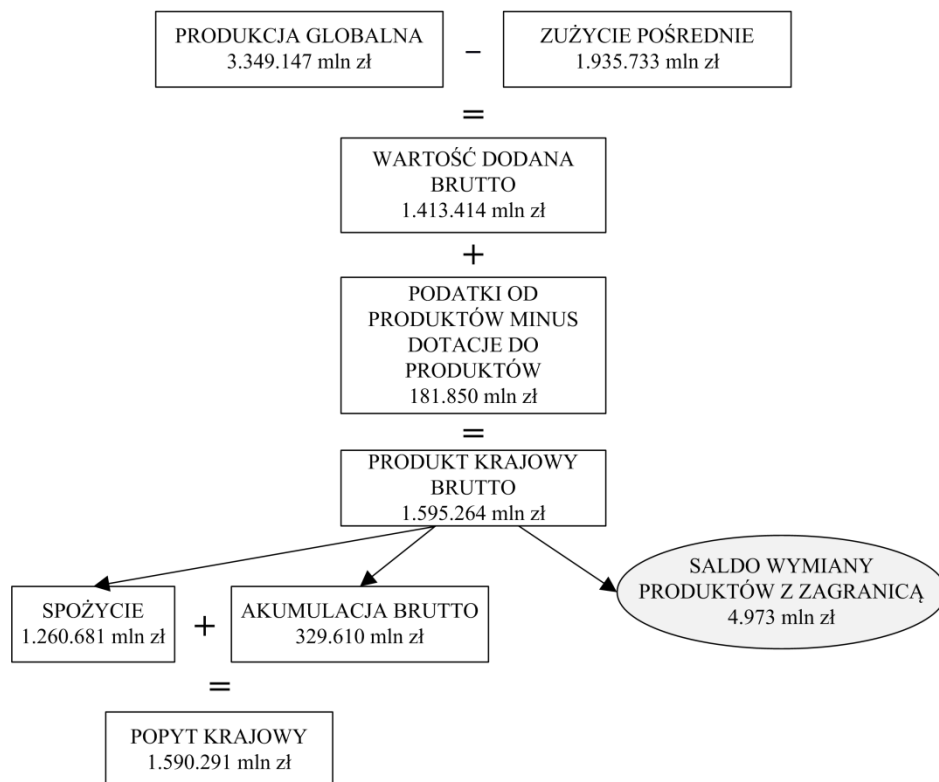 PRODUKCJA GLOBALNA
3.349.147 mln zł
–
ZUŻYCIE POŚREDNIE
1.935.733 mln zł
=
WARTOŚĆ DODANA
BRUTTO
1.413.414 mln zł
+
PODATKI OD
PRODUKTÓW MINUS
DOTACJE DO
PRODUKTÓW
181.850 mln zł
=
PRODUKT KRAJOWY
BRUTTO
1.595.264 mln zł
SPOŻYCIE
1.260.681 mln zł
+
AKUMULACJA BRUTTO
329.610 mln zł
SALDO WYMIANY
PRODUKTÓW Z ZAGRANICĄ
4.973 mln zł
=
POPYT KRAJOWY
1.590.291 mln zł